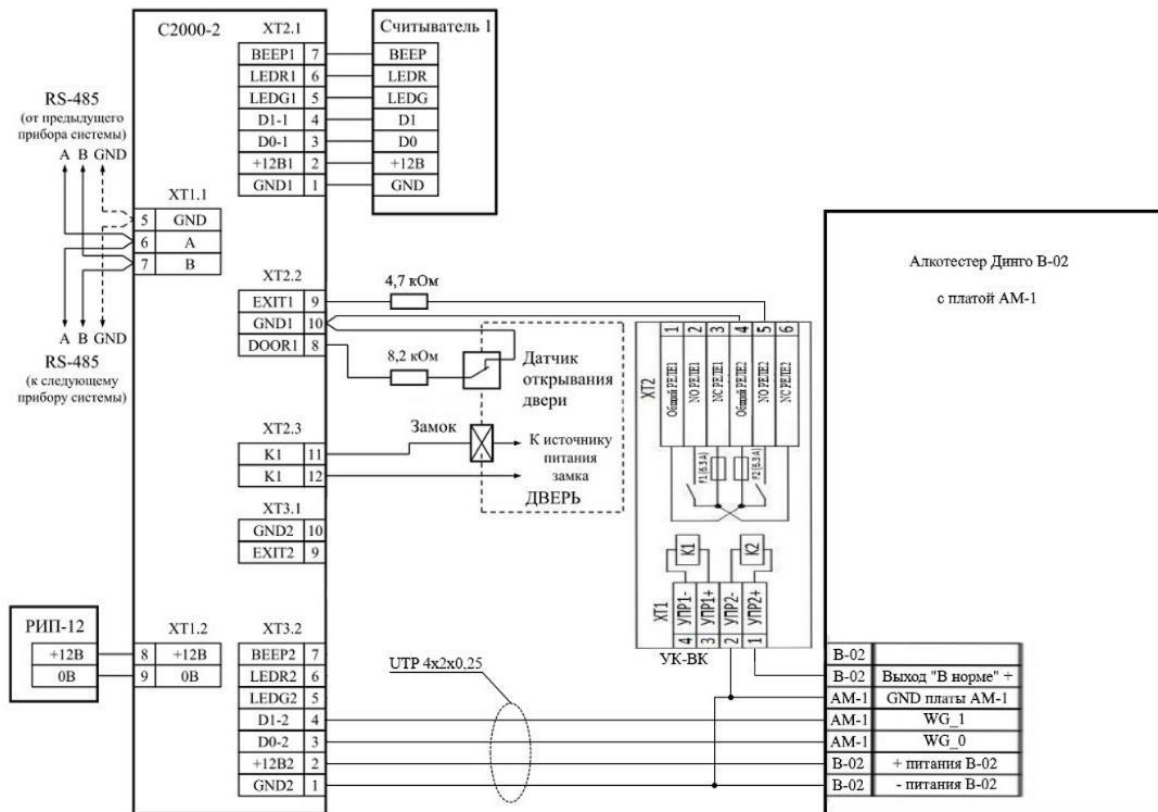 С2000-2
XT2.1
BEEP1 7
LEDR1 6
LEDG1 5
D1-1 4
D0-1 3
+12В1 2
GND1 1
Считыватель 1
BEEP
LEDR
LEDG
D1
D0
+12В
GND
RS-485
(от предыдущего
прибора системы)
A B GND
XT1.1
5 GND
6 A
7 B
A B GND
RS-485
(к следующему
прибору системы)
XT2.2
EXIT1 9
GND1 10
DOOR1 8
4,7 кОм
8,2 кОм
Датчик
открывания
двери
Замок
К источнику
питания
замка
ДВЕРЬ
XT2.3
K1 11
K1 12
XT3.1
GND2 10
EXIT2 9
РИП-12
+12В
0В
XT1.2
8 +12В
9 0В
XT3.2
BEEP2 7
LEDR2 6
LEDG2 5
D1-2 4
D0-2 3
+12В2 2
GND2 1
UTP 4x2x0,25
XT2
1 Общий РЕЛЕ1
2 NO РЕЛЕ1
3 NC РЕЛЕ1
4 Общий РЕЛЕ2
5 NO РЕЛЕ2
6 NC РЕЛЕ2
F1 (6.3 A)
F2 (6.3 A)
K1
K2
XT1
4 УПР1-
3 УПР1+
2 УПР2-
1 УПР2+
УК-ВК
Алкотестер Динго В-02
с платой АМ-1
В-02
В-02 Выход "В норме" +
АМ-1 GND платы АМ-1
АМ-1 WG_1
АМ-1 WG_0
В-02 + питания В-02
В-02 - питания В-02